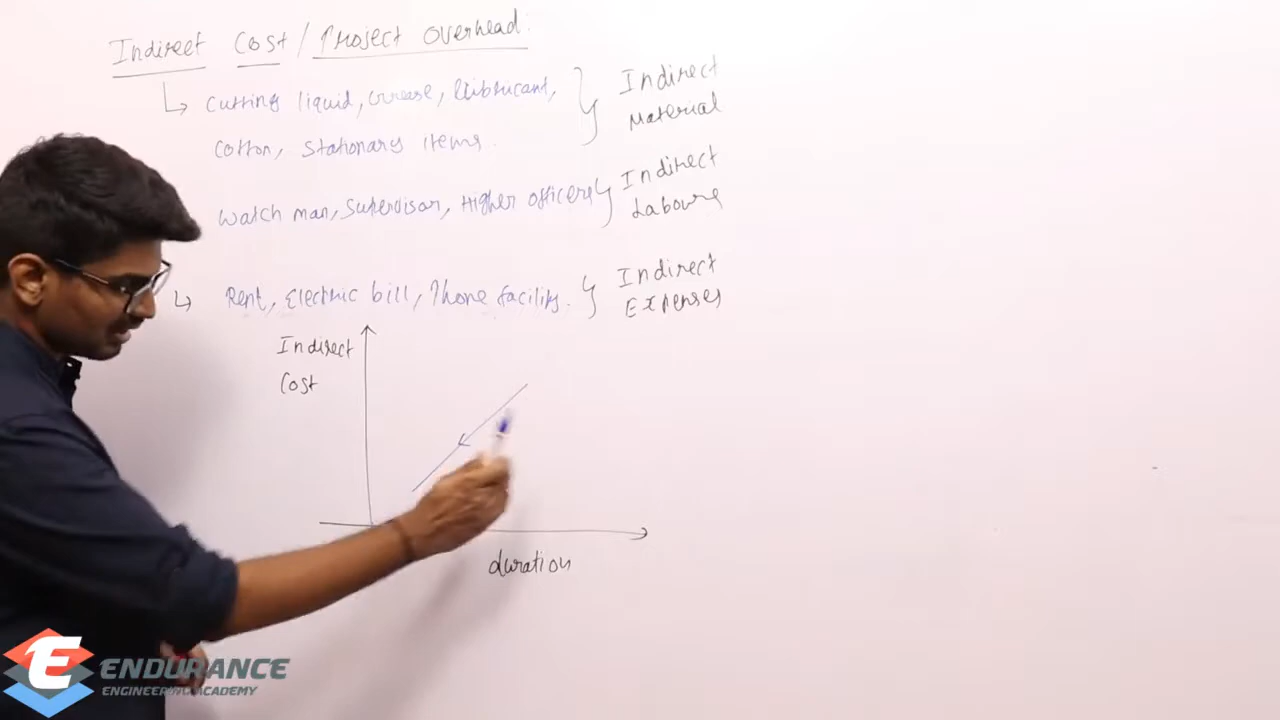 Indirect Cost / Project Overhead.
Cutting liquid, Grease, Lubricant,
Cotton, Stationary items.
Indirect
Material
Watch man, Supervisor, Higher officers
Indirect
Labours
Rent, Electric bill, Phone facility.
Indirect
Expenses
Indirect
Cost
duration
E
ENDURANCE
ENGINEERING ACADEMY